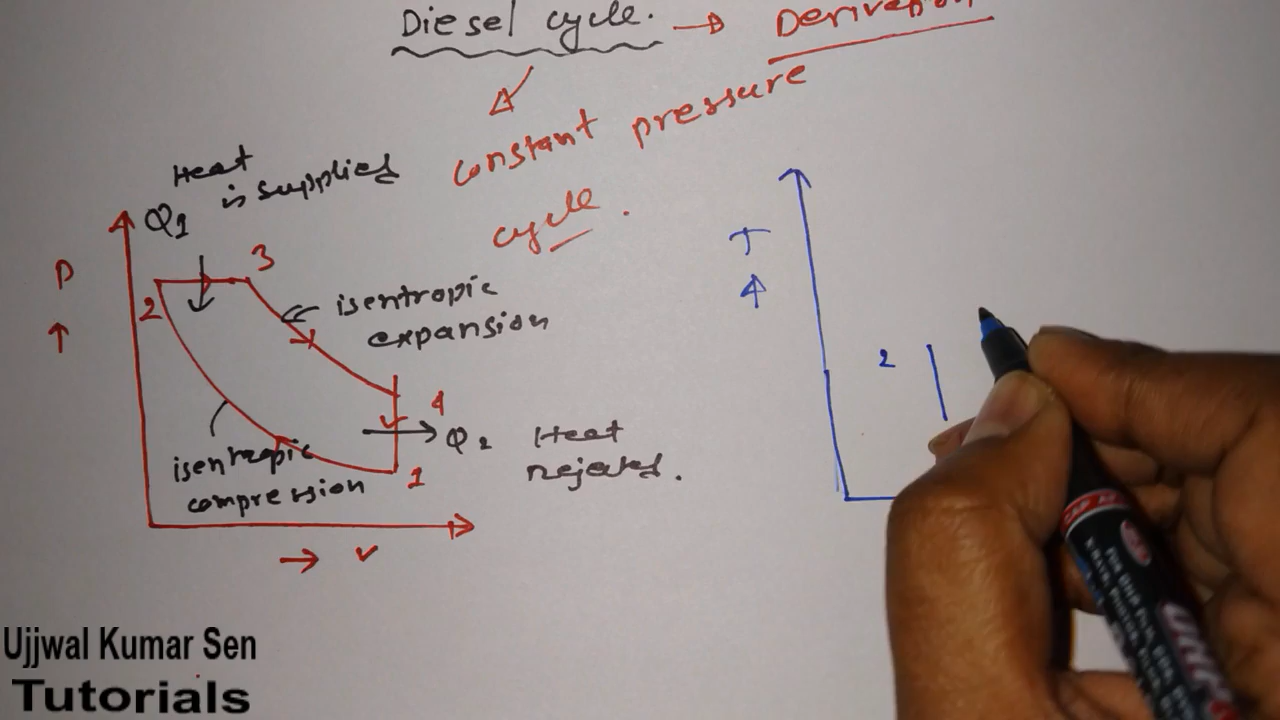 Diesel cycle. → Derivation
constant pressure
cycle.
Heat
Q1 is supplied
P
2
3
isentropic
expansion
4
Q2 Heat
rejected.
isentropic
compression
1
→ v
T
2
Ujjwal Kumar Sen
Tutorials